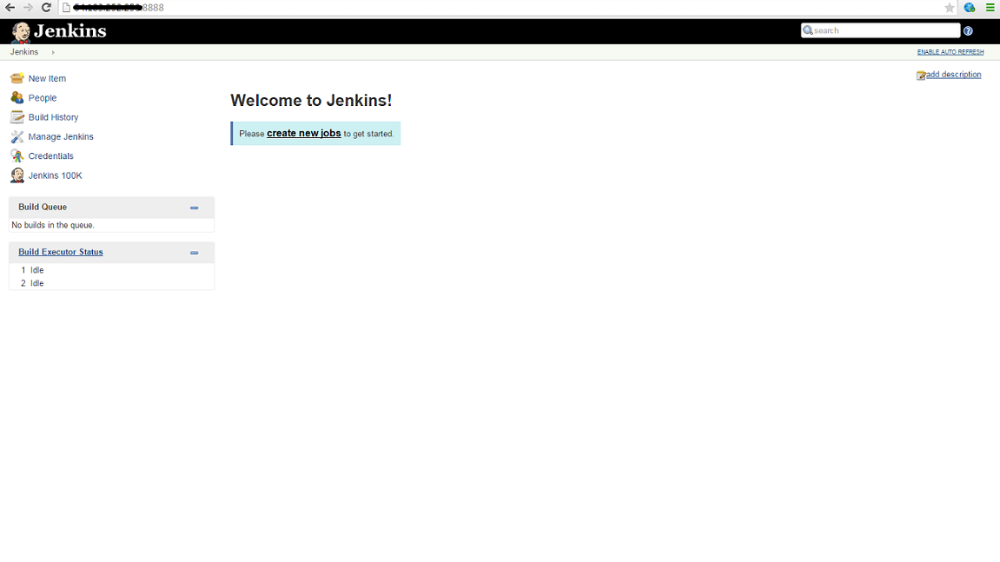 :8888
Jenkins
search
Jenkins
ENABLE AUTO REFRESH
New Item
People
Build History
Manage Jenkins
Credentials
Jenkins 100K
add description
Welcome to Jenkins!
Please create new jobs to get started.
Build Queue
No builds in the queue.
Build Executor Status
1 Idle
2 Idle